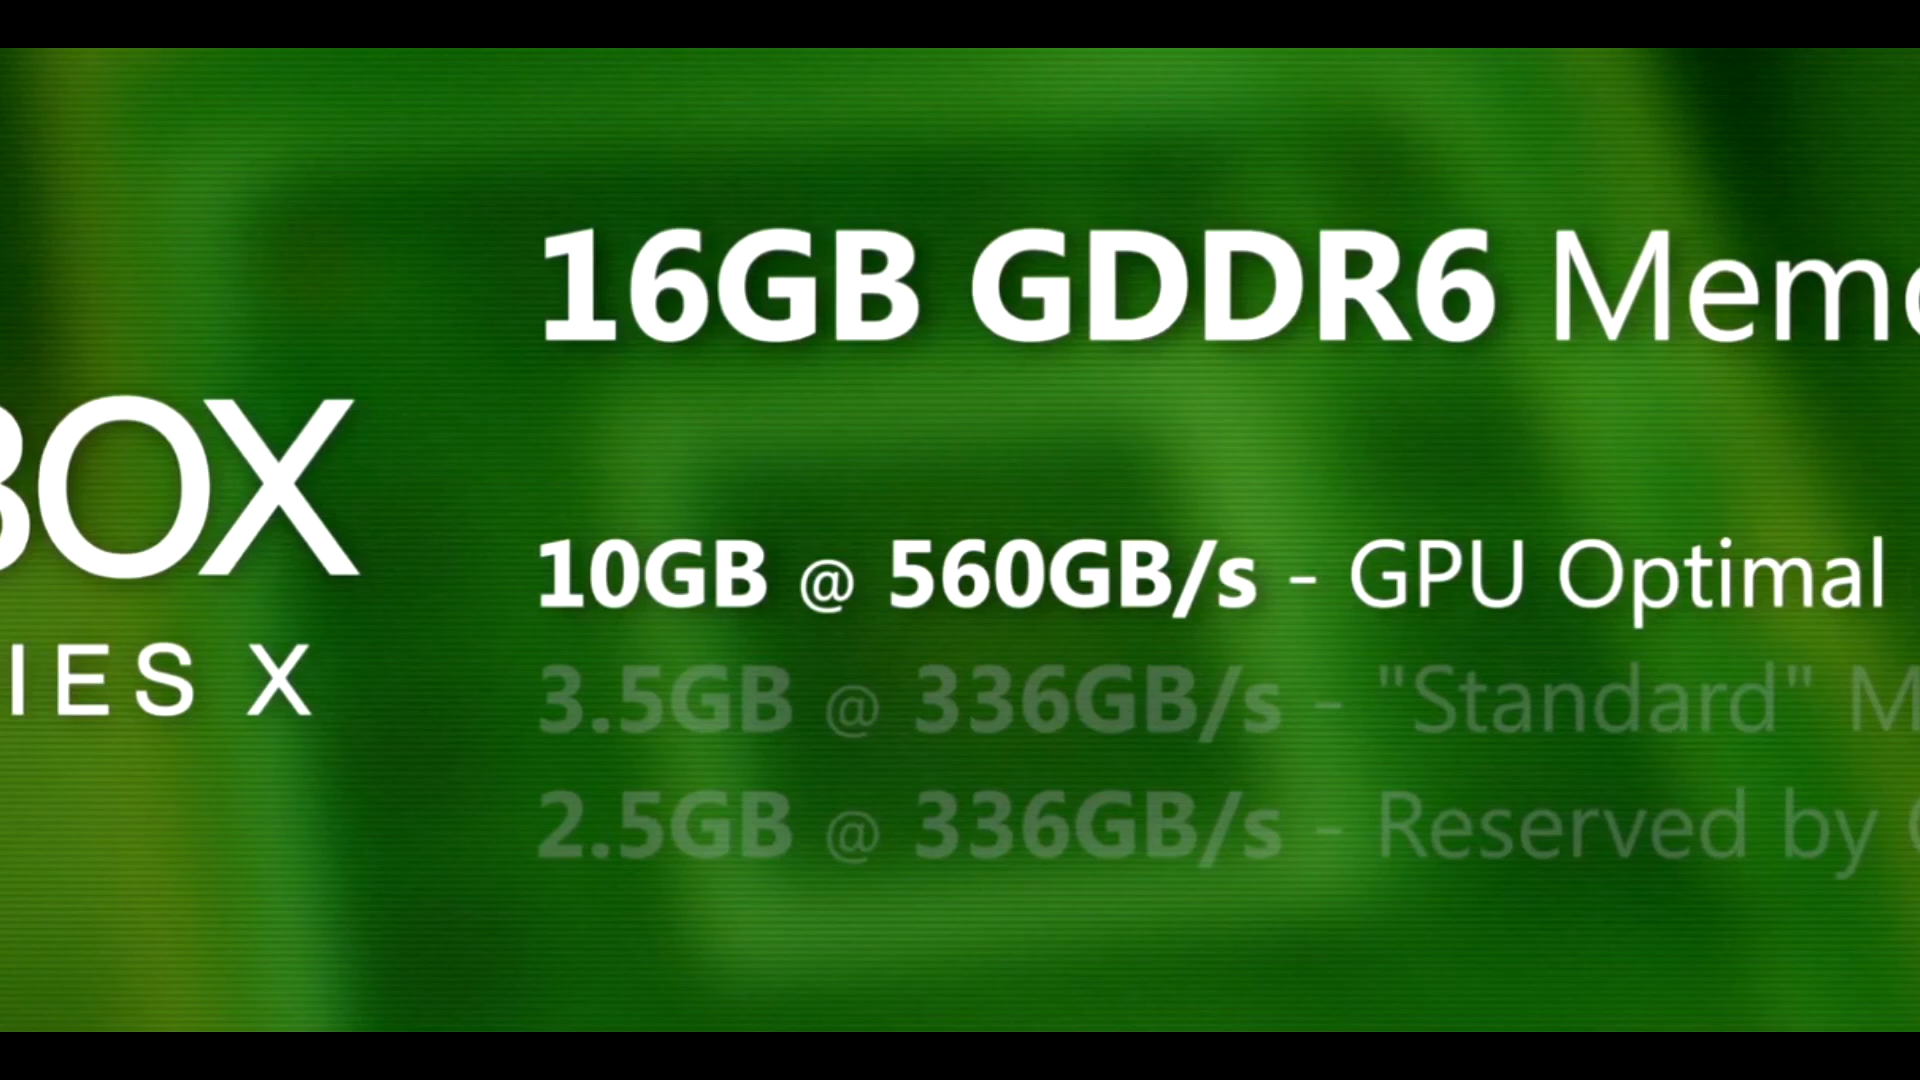 16GB GDDR6 Memo
BOX
IES X
10GB @ 560GB/s - GPU Optimal
3.5GB @ 336GB/s - "Standard" M
2.5GB @ 336GB/s - Reserved by